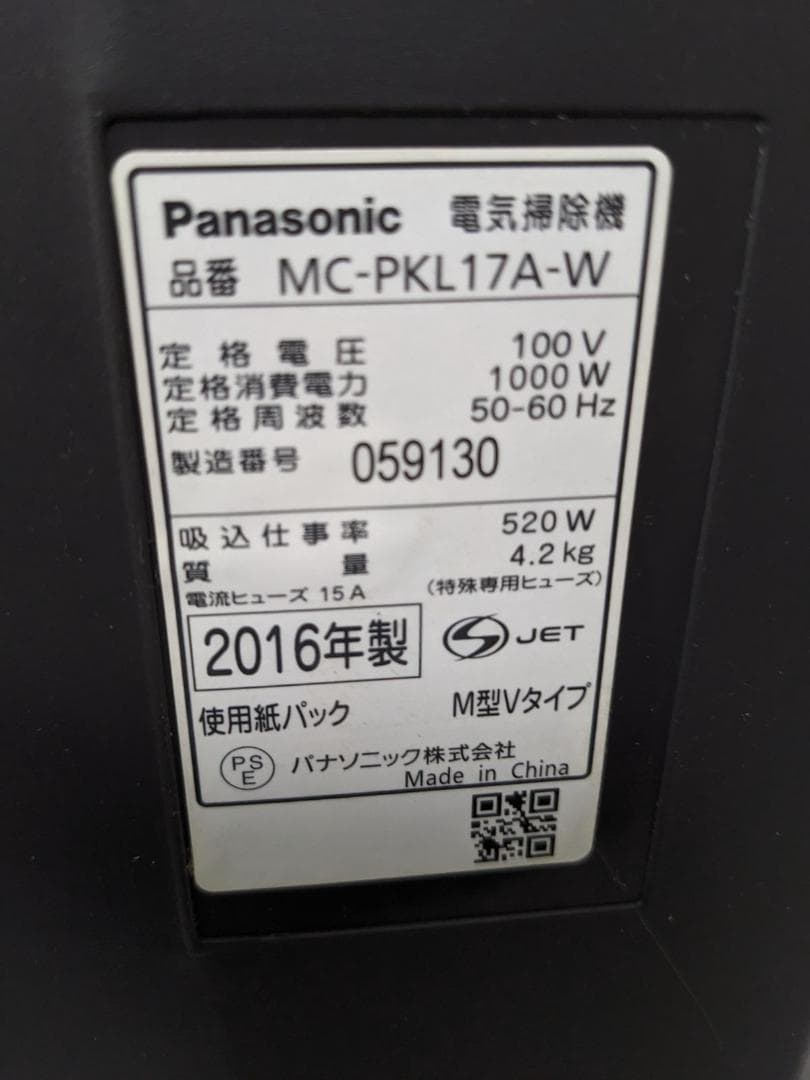 Panasonic 電気掃除機
品番 MC-PKL17A-W
定格電圧 100 V
定格消費電力 1000 W
定格周波数 50-60 Hz
製造番号 059130
吸込仕事率 520 W
質量 4.2 kg
電流ヒューズ 15 A (特殊専用ヒューズ)
2016年製 JET
使用紙パック M型Vタイプ
PS E パナソニック株式会社
Made in China